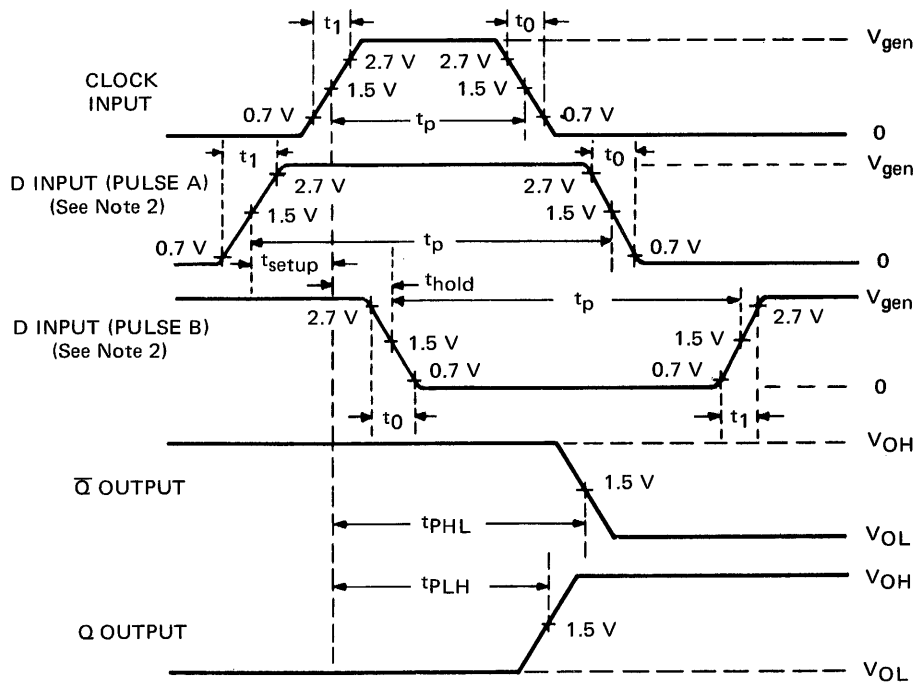 t1 t0 Vgen
2.7 V 2.7 V
CLOCK
INPUT
1.5 V 1.5 V
0.7 V tp 0.7 V
0
t1 t0 Vgen
D INPUT (PULSE A)
(See Note 2)
2.7 V 2.7 V
1.5 V 1.5 V
0.7 V tp 0.7 V
tsetup 0
thold
tp Vgen
D INPUT (PULSE B)
(See Note 2)
2.7 V 2.7 V
1.5 V 1.5 V
0.7 V 0.7 V
0
t0 t1
VOH
Q̅ OUTPUT
1.5 V
tPHL
VOL
VOH
tPLH
Q OUTPUT
1.5 V
VOL